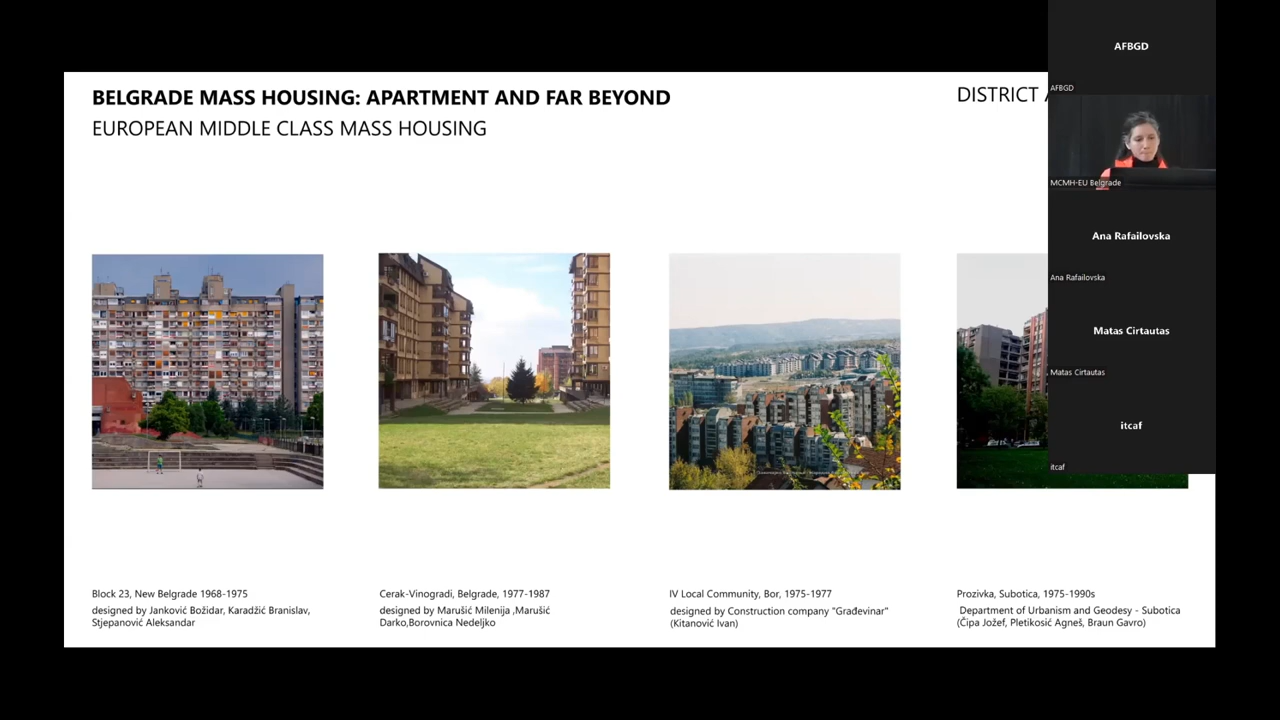 BELGRADE MASS HOUSING: APARTMENT AND FAR BEYOND
EUROPEAN MIDDLE CLASS MASS HOUSING
DISTRICT
Block 23, New Belgrade 1968-1975
designed by Janković Božidar, Karadžić Branislav,
Stjepanović Aleksandar
Cerak-Vinogradi, Belgrade, 1977-1987
designed by Marušić Milenija ,Marušić
Darko,Borovnica Nedeljko
IV Local Community, Bor, 1975-1977
designed by Construction company "Građevinar"
(Kitanović Ivan)
Prozivka, Subotica, 1975-1990s
Department of Urbanism and Geodesy - Subotica
(Čipa Jožef, Pletikosić Agneš, Braun Gavro)
AFBGD
AFBGD
MCMH-EU Belgrade
Ana Rafailovska
Ana Rafailovska
Matas Cirtautas
Matas Cirtautas
itcaf
itcaf